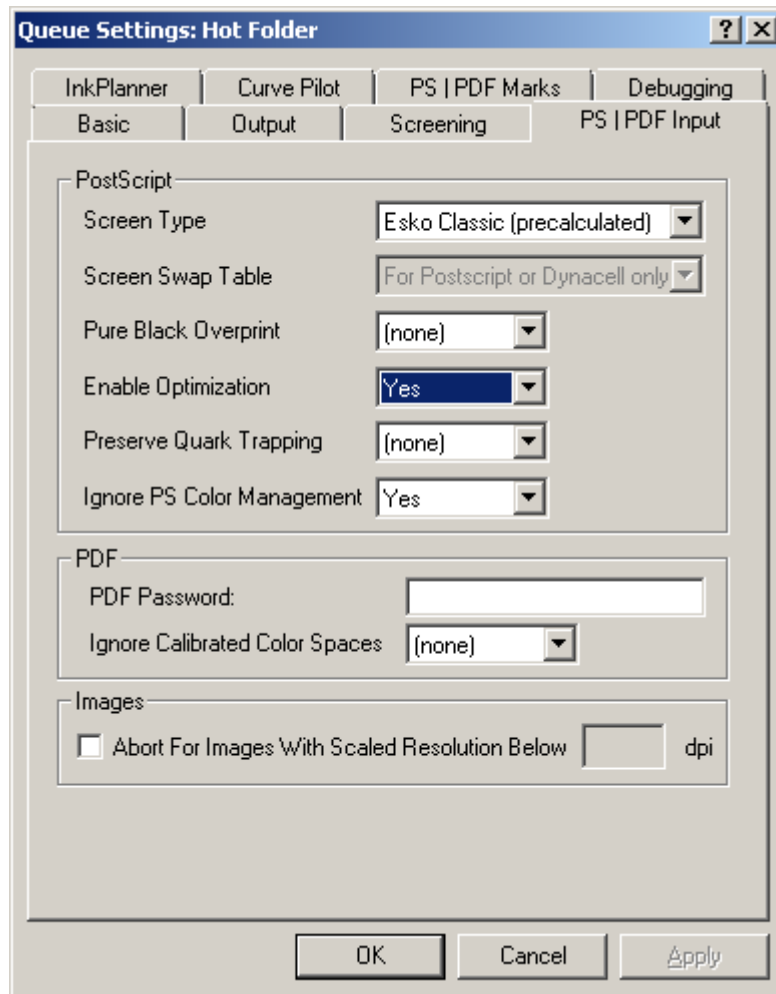 Queue Settings: Hot Folder
InkPlanner Curve Pilot PS | PDF Marks Debugging
Basic Output Screening PS | PDF Input
PostScript
Screen Type Esko Classic (precalculated)
Screen Swap Table For Postscript or Dynacell only
Pure Black Overprint (none)
Enable Optimization Yes
Preserve Quark Trapping (none)
Ignore PS Color Management Yes
PDF
PDF Password:
Ignore Calibrated Color Spaces (none)
Images
Abort For Images With Scaled Resolution Below dpi
OK Cancel Apply